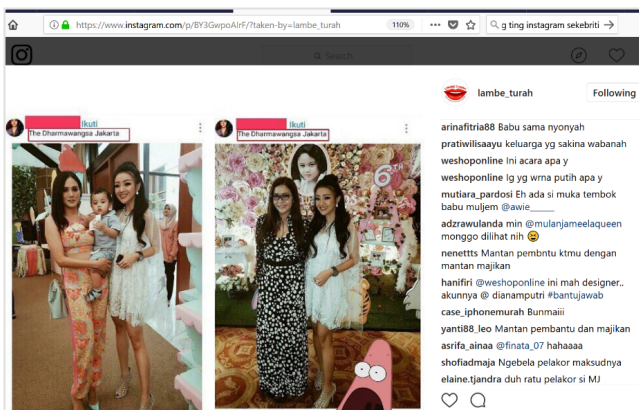 https://www.instagram.com/p/BY3GwpoAlrF/?taken-by=lambe_turah
110%
g ting instagram sekebriti
Search
Ikuti
The Dharmawangsa Jakarta
Ikuti
The Dharmawangsa Jakarta
6TH
lambe_turah
Following
arinafitria88 Babu sama nyonyah
pratiwilisaayu keluarga yg sakina wabanah
weshoponline Ini acara apa y
weshoponline Ig yg wrna putih apa y
mutiara_pardosi Eh ada si muka tembok
babu muljem @awie_____
adzrawulanda min @mulanjameelaqueen
monggo dilihat nih 😄
nenettts Mantan pembntu ktmu dengan
mantan majikan
hanifiri @weshoponline ini mah designer..
akunnya @ dianamputri #bantujawab
case_iphonemurah Bunmaiii
yanti88_leo Mantan pembantu dan majikan
asrifa_ainaa @finata_07 hahaaaa
shofiadmaja Ngebela pelakor maksudnya
elaine.tjandra duh ratu pelakor si MJ